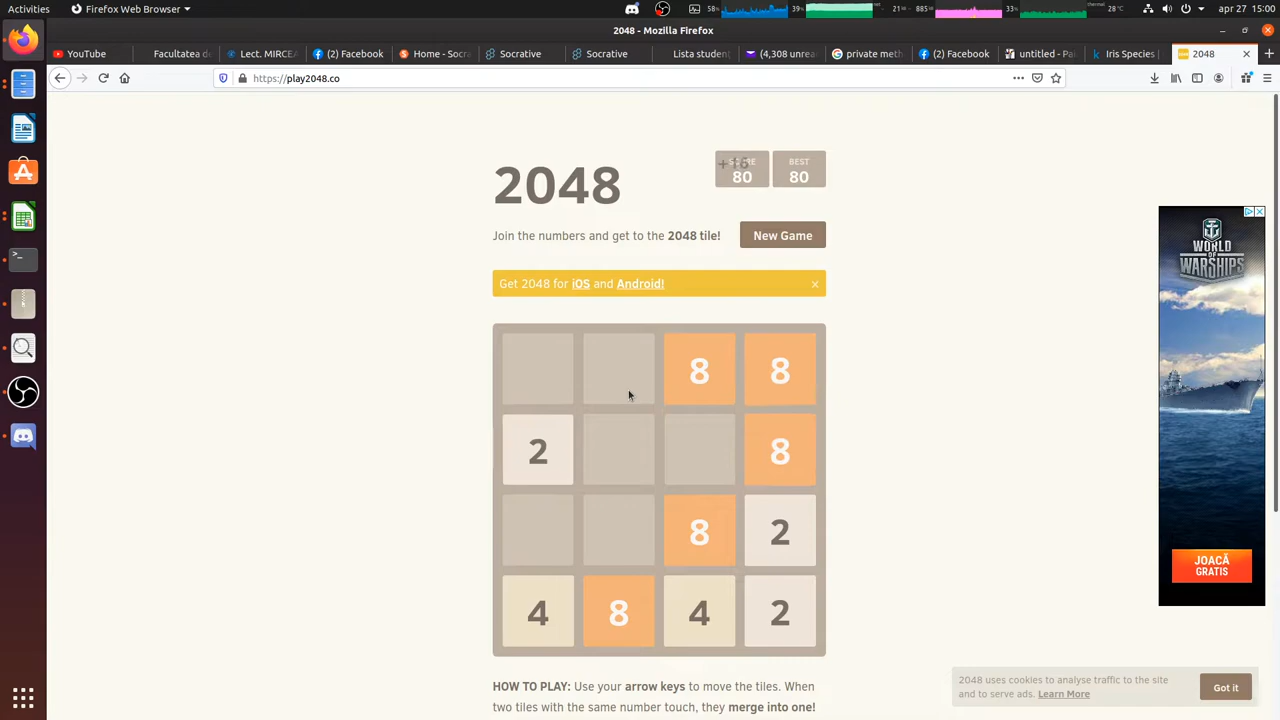 Activities
Firefox Web Browser
58%
39%
33%
28°C
apr 27 15:00
2048 - Mozilla Firefox
YouTube
Facultatea d
Lect. MIRCEA
(2) Facebook
Home - Socra
Socrative
Socrative
Lista student
(4,308 unrea
private meth
(2) Facebook
untitled - Pa
Iris Species |
2048
https://play2048.co
2048
+16
SCORE
80
BEST
80
Join the numbers and get to the 2048 tile!
New Game
Get 2048 for iOS and Android!
×
8 8
2 8
8 2
4 8 4 2
HOW TO PLAY: Use your arrow keys to move the tiles. When
two tiles with the same number touch, they merge into one!
WORLD
OF
WARSHIPS
JOACĂ
GRATIS
2048 uses cookies to analyse traffic to the site
and to serve ads. Learn More
Got it